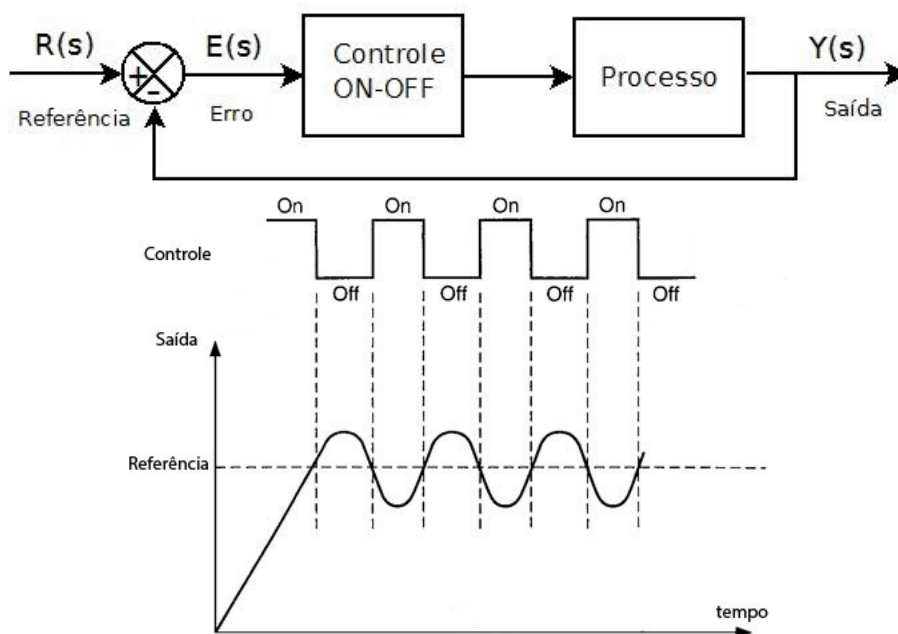 R(s) E(s) Controle ON-OFF Processo Y(s)
+
-
Referência Erro Saída
On On On On
Controle
Off Off Off Off
Saída
Referência
tempo